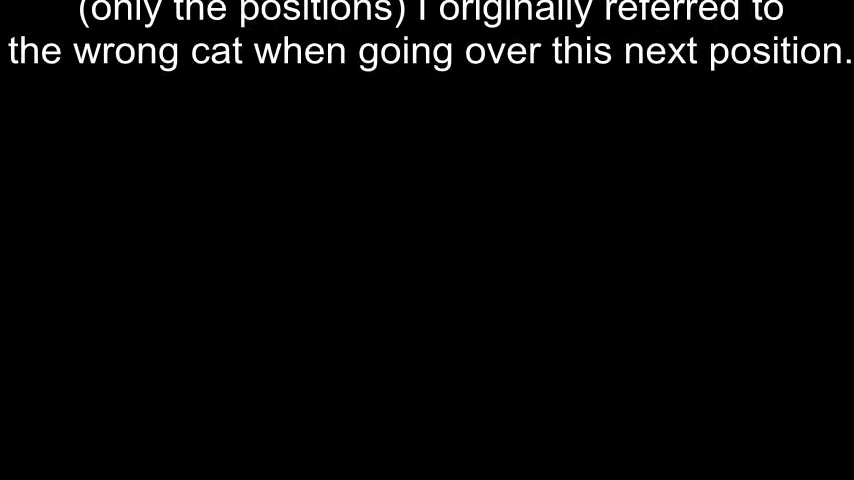 (only the positions) I originally referred to
the wrong cat when going over this next position.